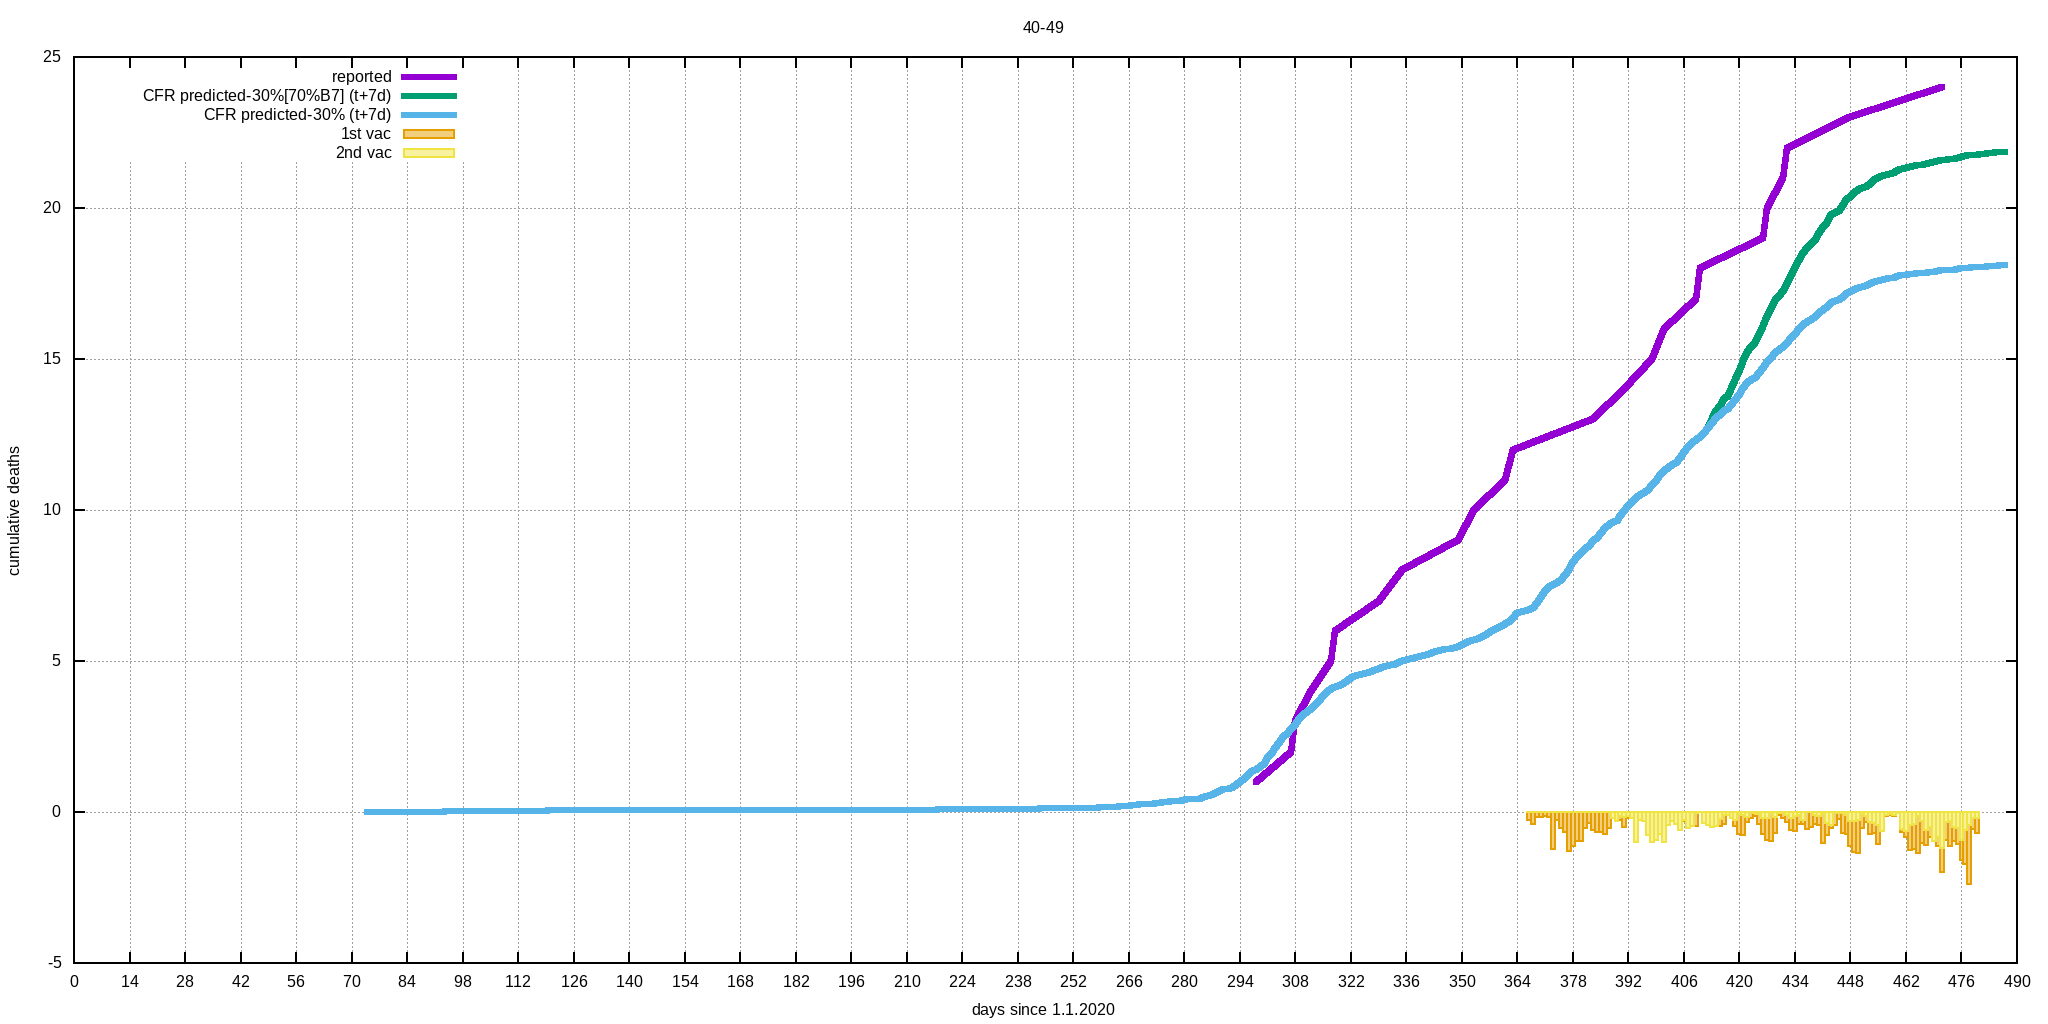 40-49
reported
CFR predicted-30%[70%B7] (t+7d)
CFR predicted-30% (t+7d)
1st vac
2nd vac
25
20
15
10
5
0
-5
cumulative deaths
0 14 28 42 56 70 84 98 112 126 140 154 168 182 196 210 224 238 252 266 280 294 308 322 336 350 364 378 392 406 420 434 448 462 476 490
days since 1.1.2020